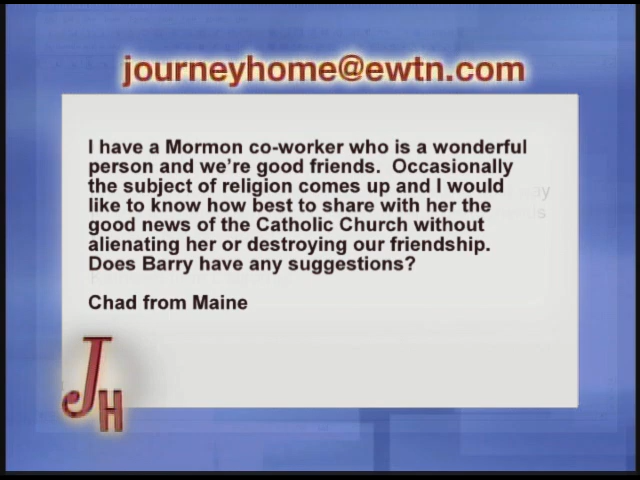 journeyhome@ewtn.com
I have a Mormon co-worker who is a wonderful
person and we're good friends.  Occasionally
the subject of religion comes up and I would
like to know how best to share with her the
good news of the Catholic Church without
alienating her or destroying our friendship.
Does Barry have any suggestions?
Chad from Maine
JH